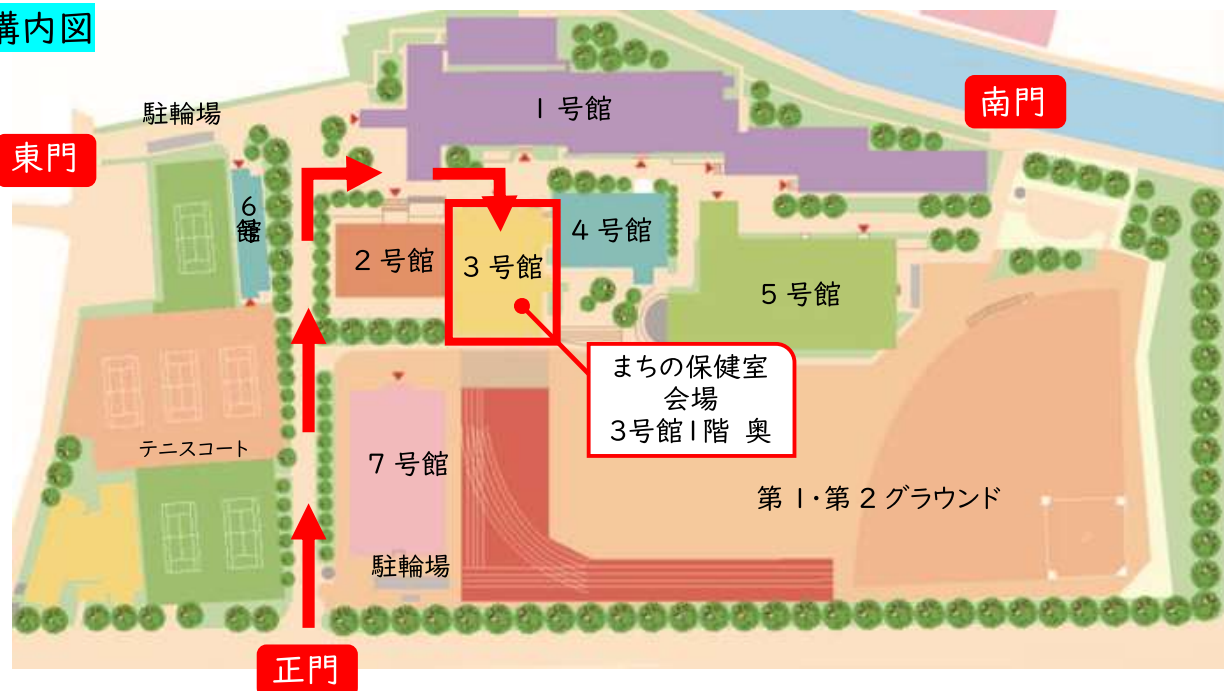 構内図
駐輪場
1号館
南門
東門
6号館
2号館
3号館
4号館
5号館
まちの保健室
会場
3号館1階 奥
テニスコート
7号館
第1・第2グラウンド
駐輪場
正門